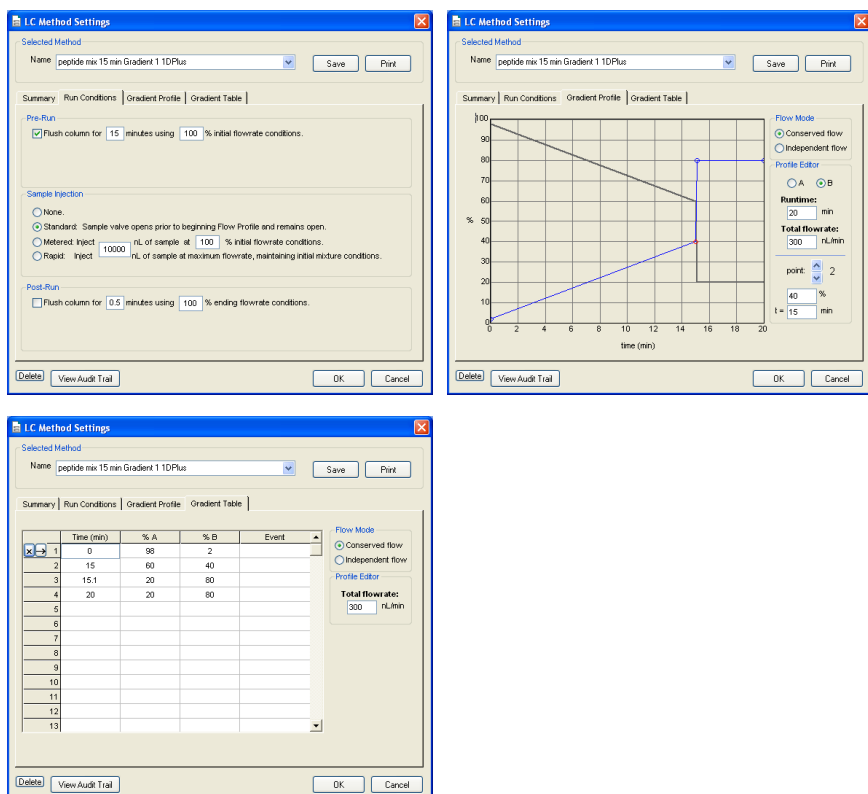 LC Method Settings
Selected Method
Name peptide mix 15 min Gradient 1 1DPlus Save Print
Summary Run Conditions Gradient Profile Gradient Table
Pre-Run
Flush column for 15 minutes using 100 % initial flowrate conditions.
Sample Injection
None.
Standard: Sample valve opens prior to beginning Flow Profile and remains open.
Metered: Inject nL of sample at 100 % initial flowrate conditions.
10000
Rapid: Inject nL of sample at maximum flowrate, maintaining initial mixture conditions.
Post-Run
Flush column for 0.5 minutes using 100 % ending flowrate conditions.
Delete View Audit Trail OK Cancel
LC Method Settings
Selected Method
Name peptide mix 15 min Gradient 1 1DPlus Save Print
Summary Run Conditions Gradient Profile Gradient Table
100
90
80
70
60
%
50
40
30
20
10
0
0 2 4 6 8 10 12 14 16 18 20
time (min)
Flow Mode
Conserved flow
Independent flow
Profile Editor
A B
Runtime:
20 min
Total flowrate:
300 nL/min
point: 2
40 %
t = 15 min
Delete View Audit Trail OK Cancel
LC Method Settings
Selected Method
Name peptide mix 15 min Gradient 1 1DPlus Save Print
Summary Run Conditions Gradient Profile Gradient Table
Time (min) % A % B Event
1 0 98 2
2 15 60 40
3 15.1 20 80
4 20 20 80
5
6
7
8
9
10
11
12
13
Flow Mode
Conserved flow
Independent flow
Profile Editor
Total flowrate:
300 nL/min
Delete View Audit Trail OK Cancel